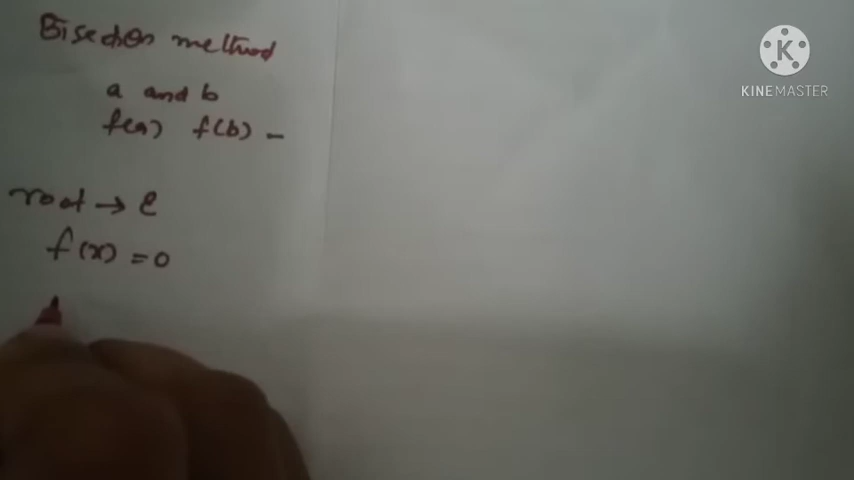 Bisection method
a and b
f(a) f(b) -
root → e
f(x) = 0
KINEMASTER